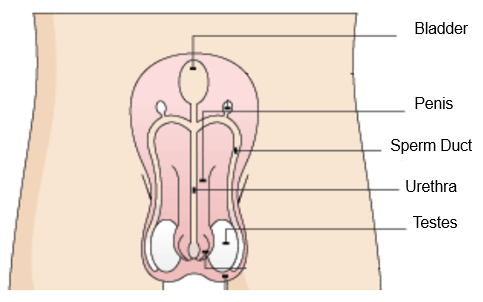 Bladder
Penis
Sperm Duct
Urethra
Testes